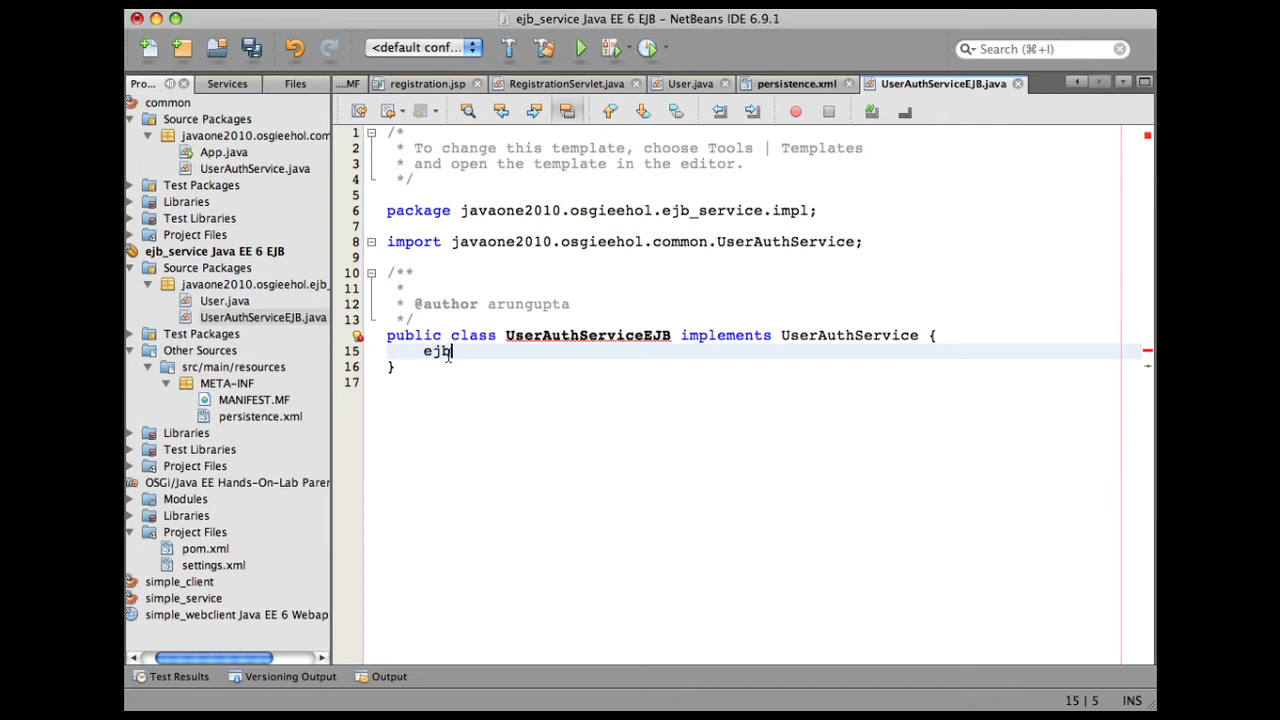 ejb_service Java EE 6 EJB - NetBeans IDE 6.9.1
<default conf...
Search (⌘+I)
Pro...
Services
Files
...MF
registration.jsp
RegistrationServlet.java
User.java
persistence.xml
UserAuthServiceEJB.java
common
Source Packages
javaone2010.osgieehol.com
App.java
UserAuthService.java
Test Packages
Libraries
Test Libraries
Project Files
ejb_service Java EE 6 EJB
Source Packages
javaone2010.osgieehol.ejb_
User.java
UserAuthServiceEJB.java
Test Packages
Other Sources
src/main/resources
META-INF
MANIFEST.MF
persistence.xml
Libraries
Test Libraries
Project Files
OSGi/Java EE Hands-On-Lab Parer
Modules
Libraries
Project Files
pom.xml
settings.xml
simple_client
simple_service
simple_webclient Java EE 6 Webap
1 /*
2 * To change this template, choose Tools | Templates
3 * and open the template in the editor.
4 */
5
6 package javaone2010.osgieehol.ejb_service.impl;
7
8 import javaone2010.osgieehol.common.UserAuthService;
9
10 /**
11 *
12 * @author arungupta
13 */
public class UserAuthServiceEJB implements UserAuthService {
15 ejb
16 }
17
Test Results
Versioning Output
Output
15 | 5
INS